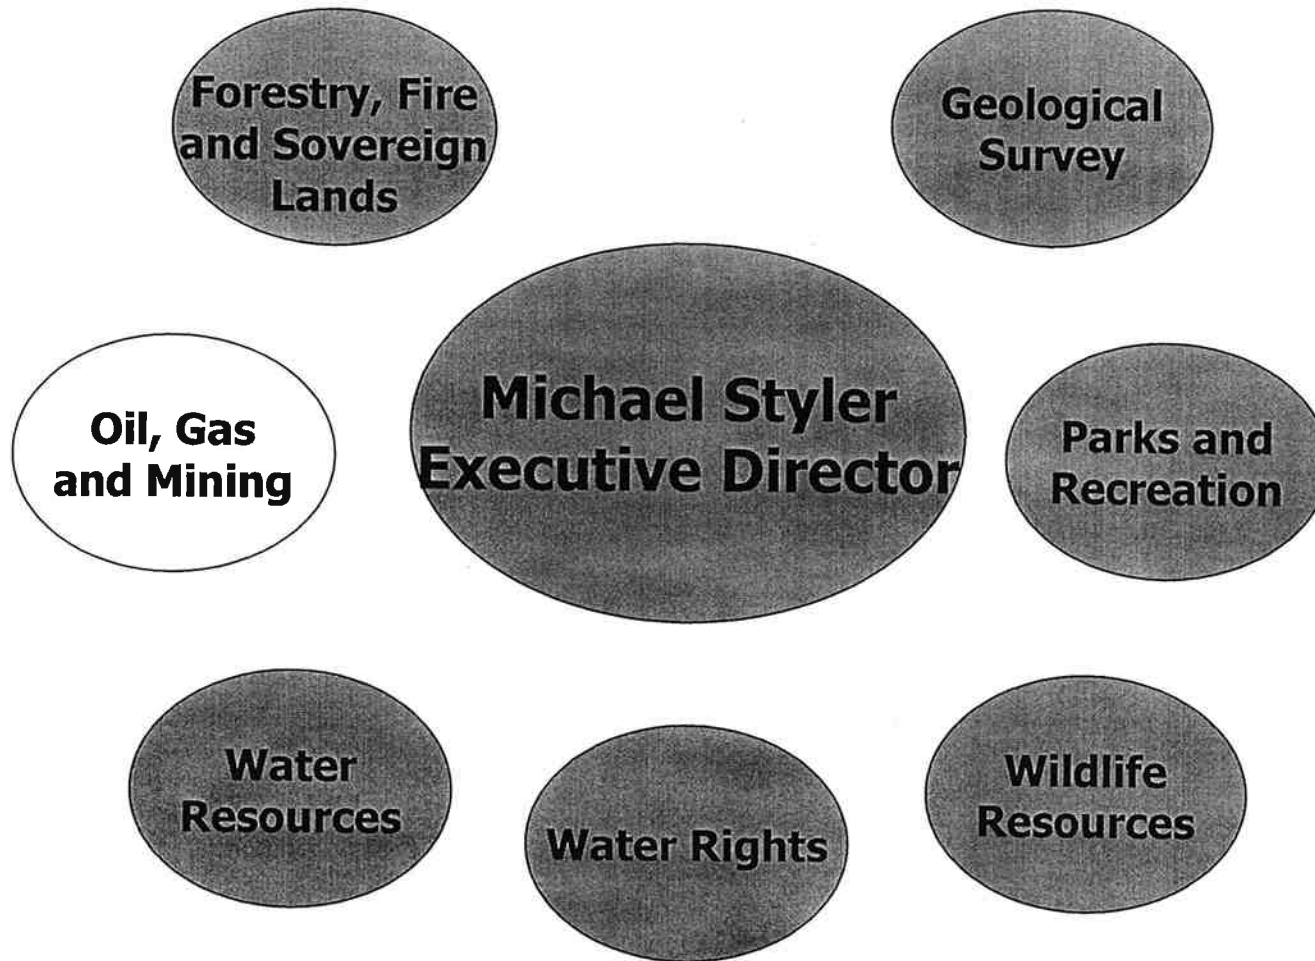 Forestry, Fire
and Sovereign
Lands
Geological
Survey
Michael Styler
Executive Director
Oil, Gas
and Mining
Parks and
Recreation
Water
Resources
Water Rights
Wildlife
Resources